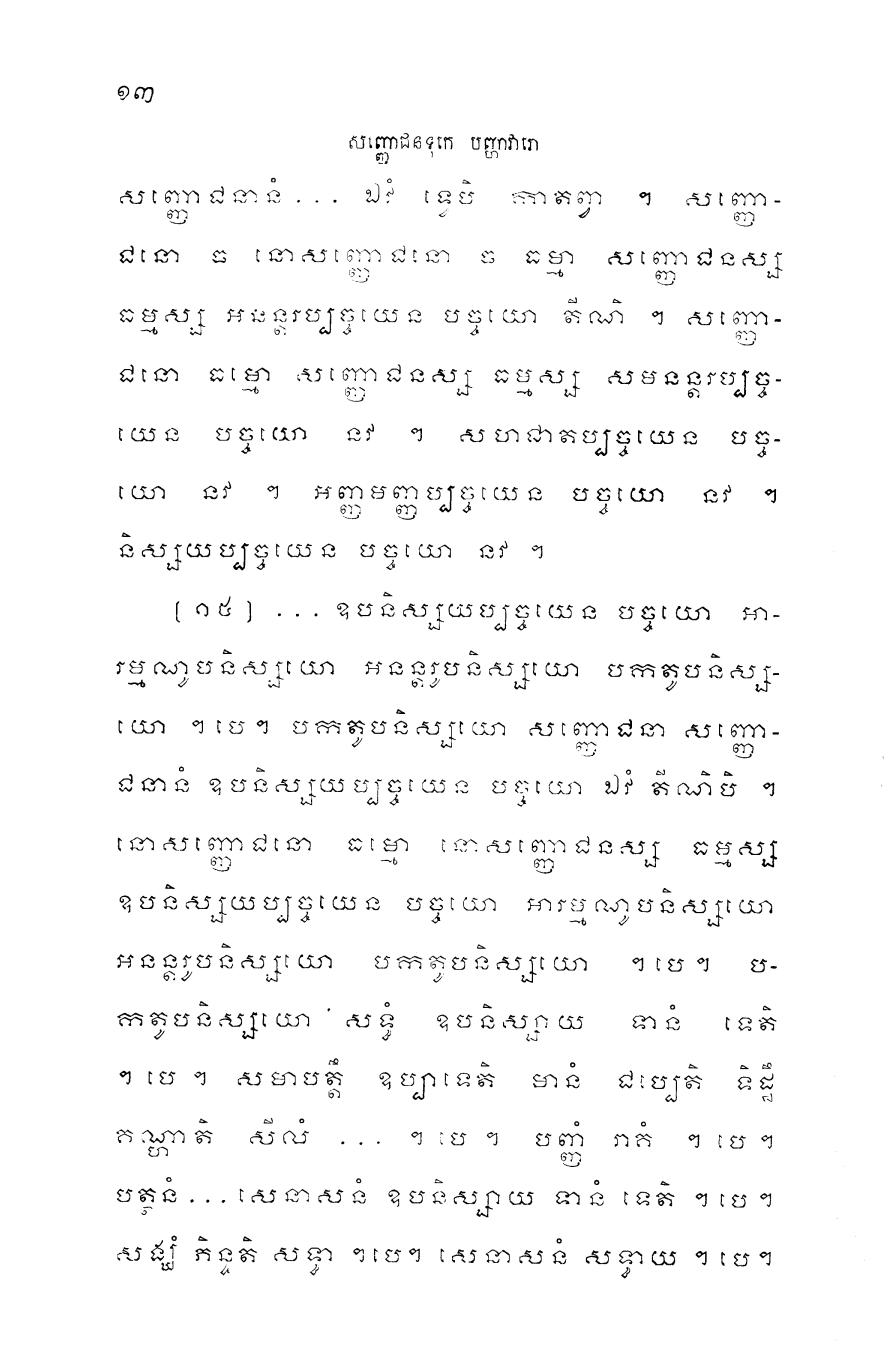 ១៣
សញ្ញោជនទុកេ បញ្ហាវារោ
សញ្ញោជនានំ ... ឯវំ ទ្វេបិ កាតព្វា ។ សញ្ញោ-
ជនោ ច នោសញ្ញោជនោ ច ធម្មា សញ្ញោជនស្ស
ធម្មស្ស អនន្តរប្បច្ចយេន បច្ចយោ តីណិ ។ សញ្ញោ-
ជនោ ធម្មោ សញ្ញោជនស្ស ធម្មស្ស សមនន្តរប្បច្ច-
យេន បច្ចយោ នវ ។ សហជាតប្បច្ចយេន បច្ច-
យោ នវ ។ អញ្ញមញ្ញប្បច្ចយេន បច្ចយោ នវ ។
និស្សយប្បច្ចយេន បច្ចយោ នវ ។
[១៥] ... ឧបនិស្សយប្បច្ចយេន បច្ចយោ អា-
រម្មណូបនិស្សយោ អនន្តរូបនិស្សយោ បកតូបនិស្ស-
យោ ។បេ។ បកតូបនិស្សយោ សញ្ញោជនា សញ្ញោ-
ជនានំ ឧបនិស្សយប្បច្ចយេន បច្ចយោ ឯវំ តីណិបិ ។
នោសញ្ញោជនោ ធម្មោ នោសញ្ញោជនស្ស ធម្មស្ស
ឧបនិស្សយប្បច្ចយេន បច្ចយោ អារម្មណូបនិស្សយោ
អនន្តរូបនិស្សយោ បកតូបនិស្សយោ ។បេ។ ប-
កតូបនិស្សយោ សទ្ធំ ឧបនិស្សាយ ទានំ ទេតិ
។បេ។ សមាបត្តឹ ឧប្បាទេតិ មានំ ជប្បេតិ ទិដ្ឋឹ
គណ្ហាតិ សីលំ ... ។បេ។ បញ្ញំ រាគំ ។បេ។
បត្ថនំ ... សេនាសនំ ឧបនិស្សាយ ទានំ ទេតិ ។បេ។
សង្ឃំ ភិន្ទតិ សទ្ធា ។បេ។ សេនាសនំ សទ្ធាយ ។បេ។